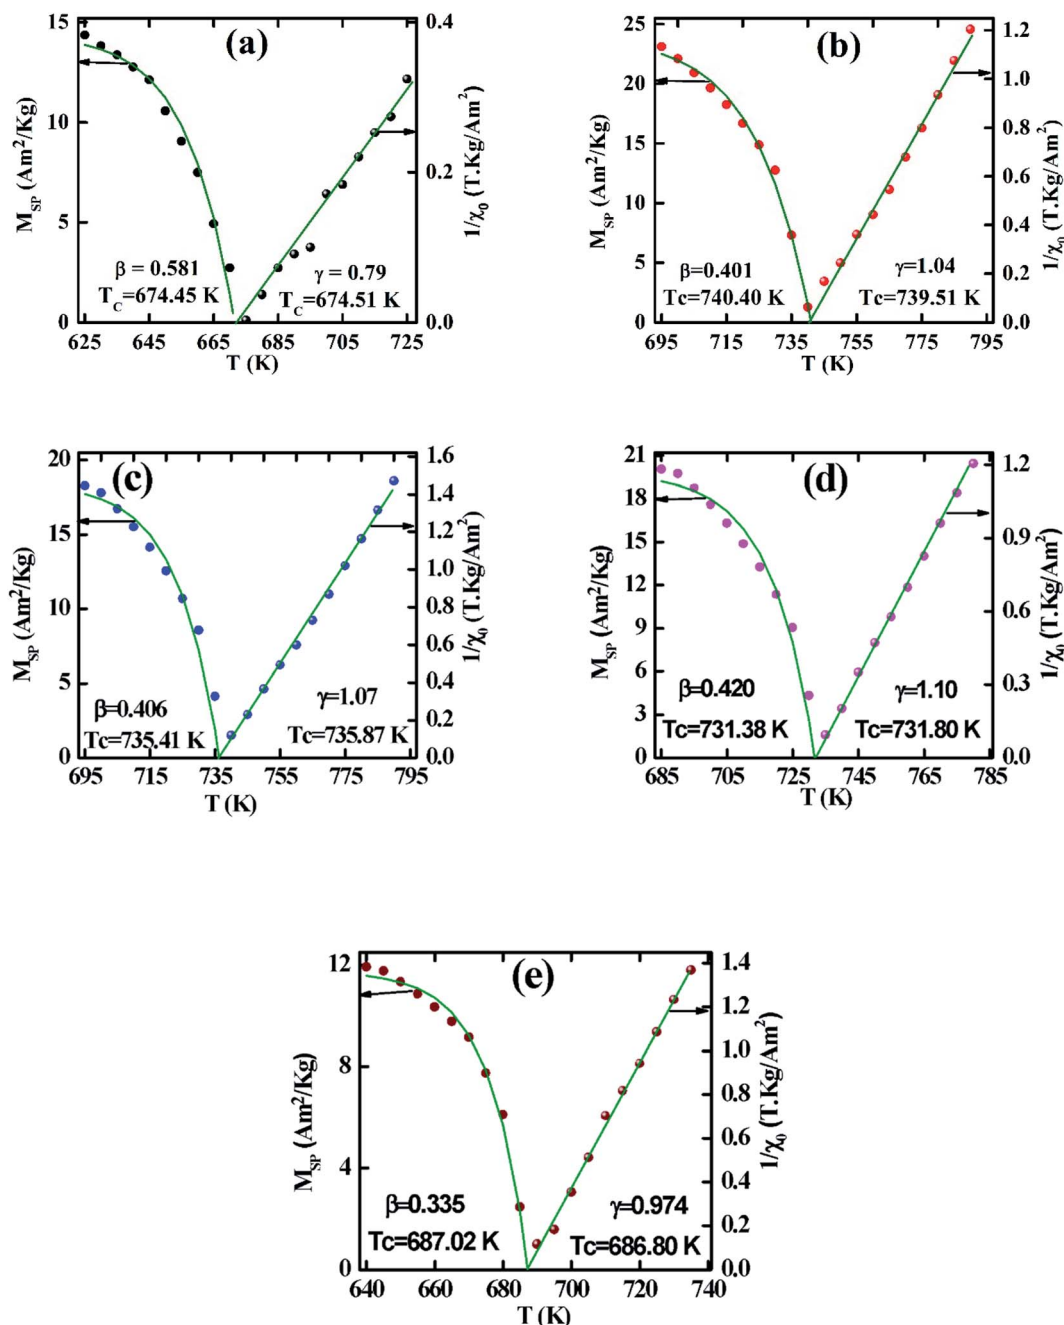 (a)
15
10
5
0
M_SP (Am²/Kg)
0.4
0.2
0.0
1/χ₀ (T.Kg/Am²)
β = 0.581
T_C=674.45 K
γ = 0.79
T_C=674.51 K
625 645 665 685 705 725
T (K)
(b)
25
20
15
10
5
0
M_SP (Am²/Kg)
1.2
1.0
0.8
0.6
0.4
0.2
0.0
1/χ₀ (T.Kg/Am²)
β=0.401
Tc=740.40 K
γ=1.04
Tc=739.51 K
695 715 735 755 775 795
T (K)
(c)
20
15
10
5
0
M_SP (Am²/Kg)
1.6
1.4
1.2
1.0
0.8
0.6
0.4
0.2
0.0
1/χ₀ (T.Kg/Am²)
β=0.406
Tc=735.41 K
γ=1.07
Tc=735.87 K
695 715 735 755 775 795
T (K)
(d)
21
18
15
12
9
6
3
0
M_SP (Am²/Kg)
1.2
0.9
0.6
0.3
0.0
1/χ₀ (T.Kg/Am²)
β=0.420
Tc=731.38 K
γ=1.10
Tc=731.80 K
685 705 725 745 765 785
T (K)
(e)
12
8
4
0
M_SP (Am²/Kg)
1.4
1.2
1.0
0.8
0.6
0.4
0.2
0.0
1/χ₀ (T.Kg/Am²)
β=0.335
Tc=687.02 K
γ=0.974
Tc=686.80 K
640 660 680 700 720 740
T (K)